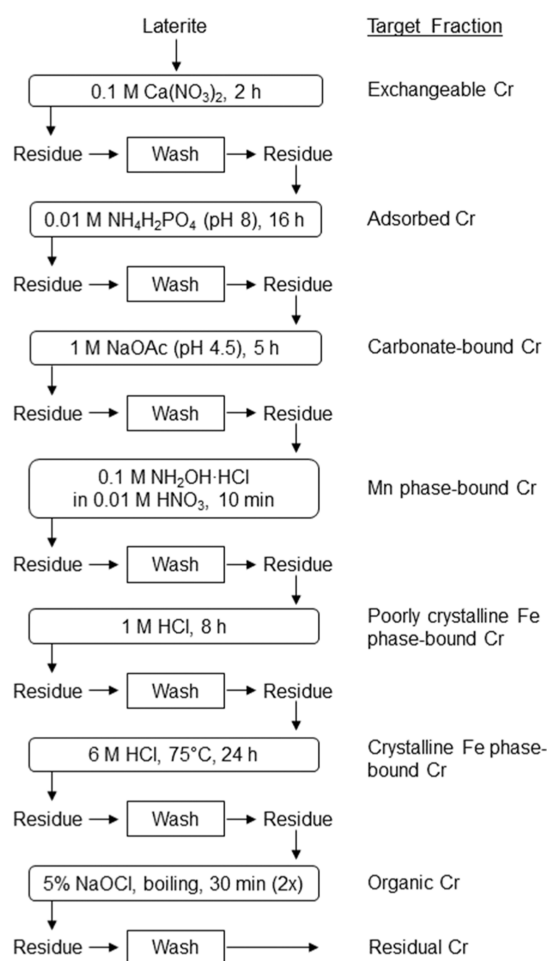 Laterite
Target Fraction
0.1 M Ca(NO₃)₂, 2 h
Exchangeable Cr
Residue Wash Residue
0.01 M NH₄H₂PO₄ (pH 8), 16 h
Adsorbed Cr
Residue Wash Residue
1 M NaOAc (pH 4.5), 5 h
Carbonate-bound Cr
Residue Wash Residue
0.1 M NH₂OH·HCl
in 0.01 M HNO₃, 10 min
Mn phase-bound Cr
Residue Wash Residue
1 M HCl, 8 h
Poorly crystalline Fe
phase-bound Cr
Residue Wash Residue
6 M HCl, 75°C, 24 h
Crystalline Fe phase-
bound Cr
Residue Wash Residue
5% NaOCl, boiling, 30 min (2x)
Organic Cr
Residue Wash
Residual Cr